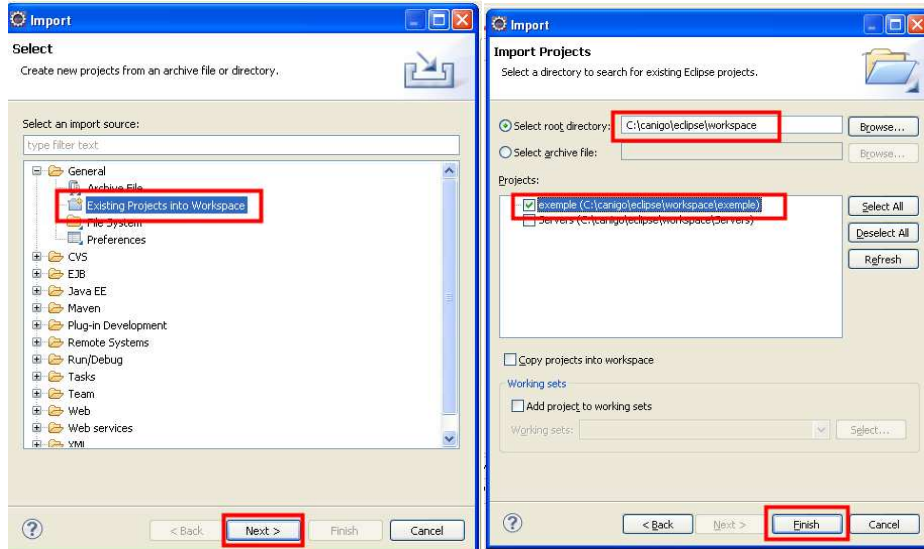 Import
Select
Create new projects from an archive file or directory.
Select an import source:
type filter text
General
Archive File
Existing Projects into Workspace
File System
Preferences
CVS
EJB
Java EE
Maven
Plug-in Development
Remote Systems
Run/Debug
Tasks
Team
Web
Web services
XML
?
< Back
Next >
Finish
Cancel
Import
Import Projects
Select a directory to search for existing Eclipse projects.
Select root directory: C:\canigo\eclipse\workspace Browse...
Select archive file: Browse...
Projects:
exemple (C:\canigo\eclipse\workspace\exemple)
Servers (C:\canigo\eclipse\workspace\Servers)
Select All
Deselect All
Refresh
Copy projects into workspace
Working sets
Add project to working sets
Working sets: Select...
?
< Back
Next >
Finish
Cancel